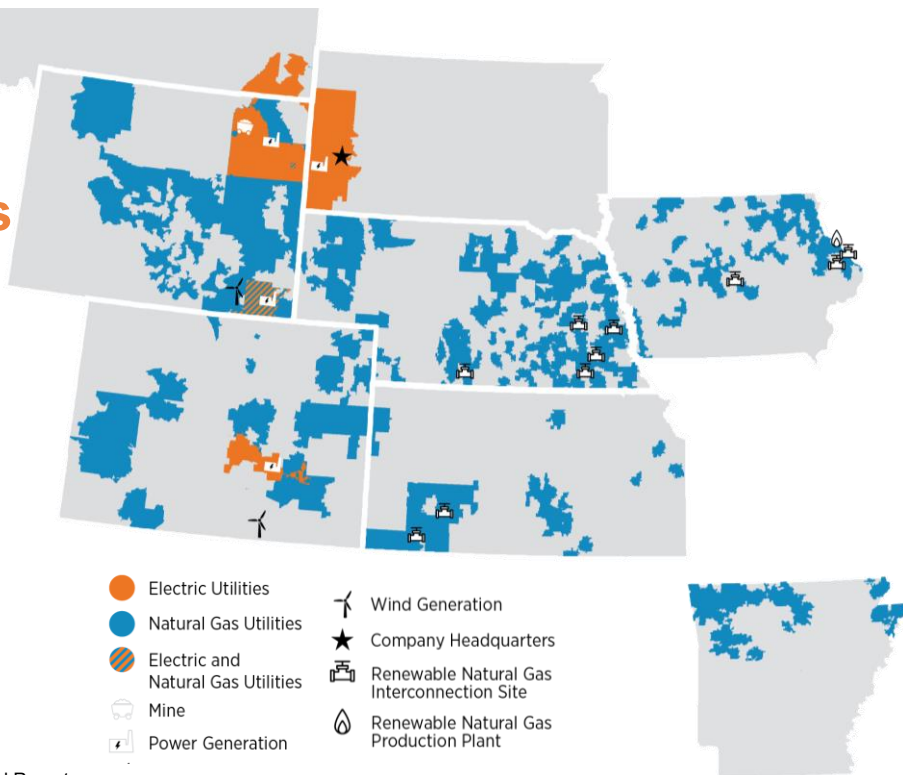 s
Electric Utilities
Natural Gas Utilities
Electric and
Natural Gas Utilities
Mine
Power Generation
Wind Generation
Company Headquarters
Renewable Natural Gas
Interconnection Site
Renewable Natural Gas
Production Plant